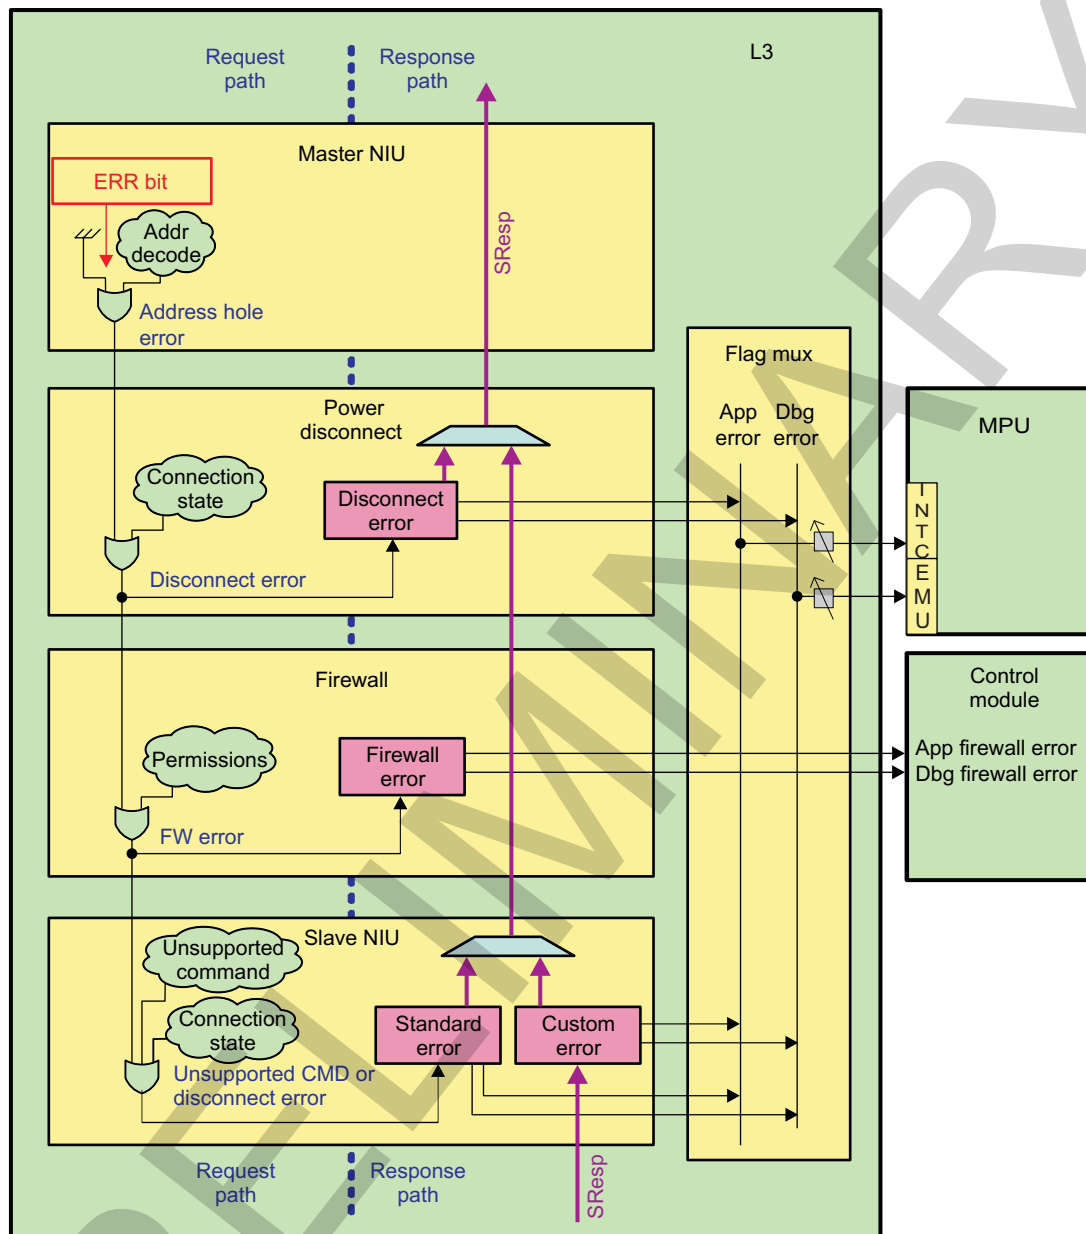 Request
path
Response
path
L3
Master NIU
ERR bit
Addr
decode
SResp
Address hole
error
Flag mux
App
error
Dbg
error
Power
disconnect
MPU
Connection
state
Disconnect
error
INTC
EMU
Disconnect error
Firewall
Control
module
Permissions
Firewall
error
App firewall error
Dbg firewall error
FW error
Slave NIU
Unsupported
command
Connection
state
Standard
error
Custom
error
Unsupported CMD or
disconnect error
Request
path
Response
path
SResp
PRELIMINARY